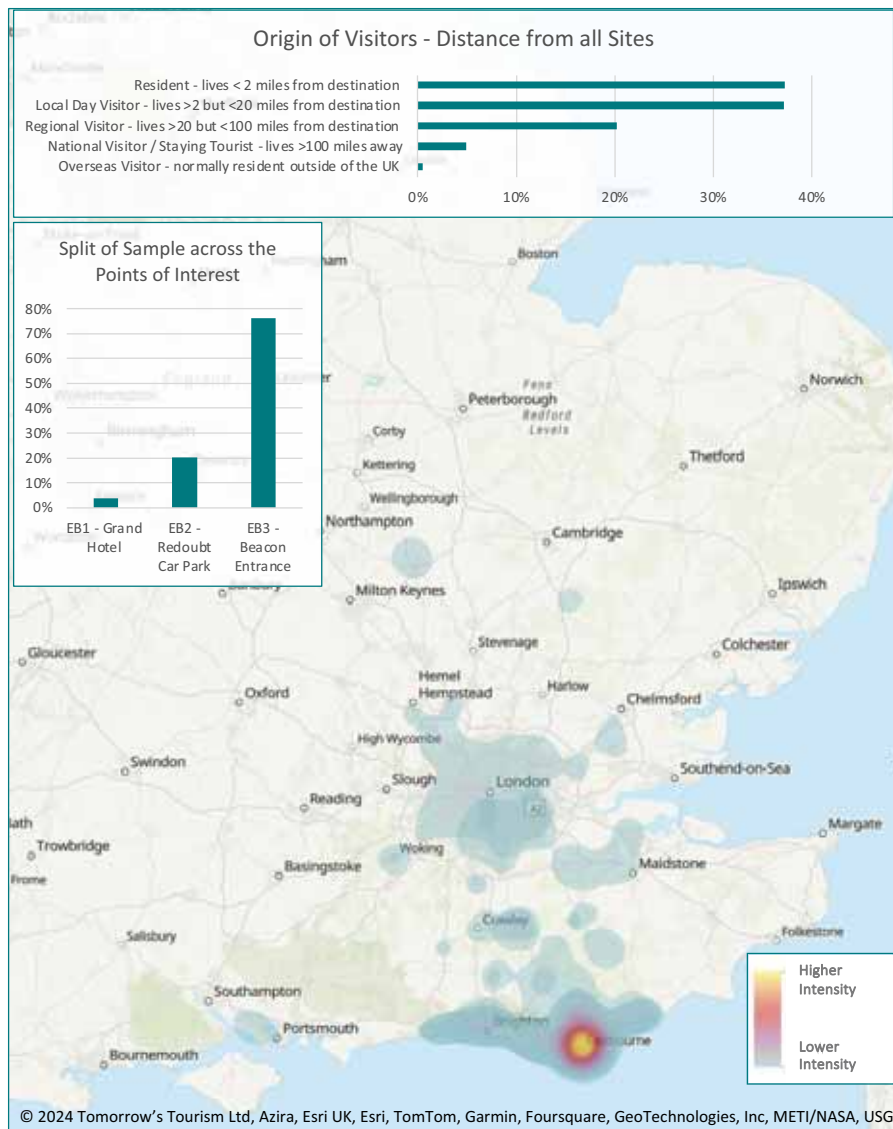 Origin of Visitors - Distance from all Sites
Resident - lives < 2 miles from destination
Local Day Visitor - lives >2 but <20 miles from destination
Regional Visitor - lives >20 but <100 miles from destination
National Visitor / Staying Tourist - lives >100 miles away
Overseas Visitor - normally resident outside of the UK
0% 10% 20% 30% 40%
Split of Sample across the
Points of Interest
80%
70%
60%
50%
40%
30%
20%
10%
0%
EB1 - Grand
Hotel
EB2 -
Redoubt
Car Park
EB3 -
Beacon
Entrance
Boston
Norwich
Peterborough
Fens
Bedford
Levels
Corby
Thetford
Kettering
Wellingborough
Northampton
Cambridge
Milton Keynes
Ipswich
Stevenage
Colchester
Gloucester
Hemel
Hempstead
Oxford
Harlow
Chelmsford
High Wycombe
Swindon
Slough
London
Southend-on-Sea
Reading
Margate
Trowbridge
Woking
Maidstone
Basingstoke
Frome
Crawley
Salisbury
Folkestone
Southampton
Brighton
Portsmouth
Bournemouth
Higher
Intensity
Lower
Intensity
© 2024 Tomorrow's Tourism Ltd, Azira, Esri UK, Esri, TomTom, Garmin, Foursquare, GeoTechnologies, Inc, METI/NASA, USG